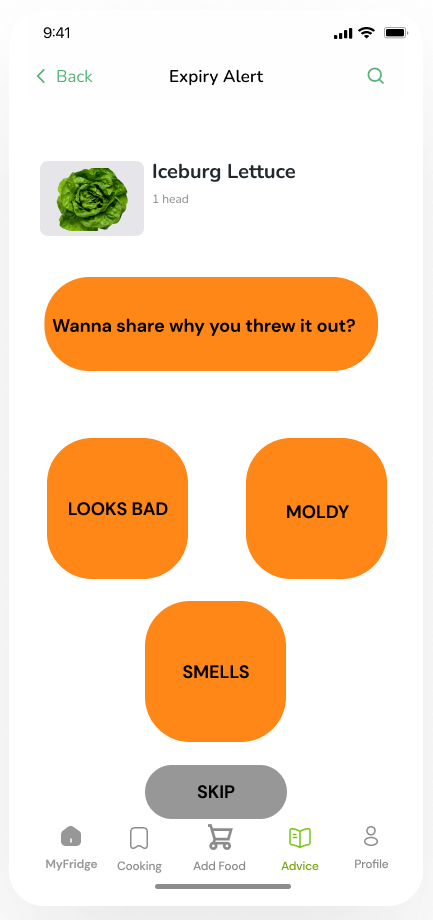 9:41
Back
Expiry Alert
Iceburg Lettuce
1 head
Wanna share why you threw it out?
LOOKS BAD
MOLDY
SMELLS
SKIP
MyFridge
Cooking
Add Food
Advice
Profile